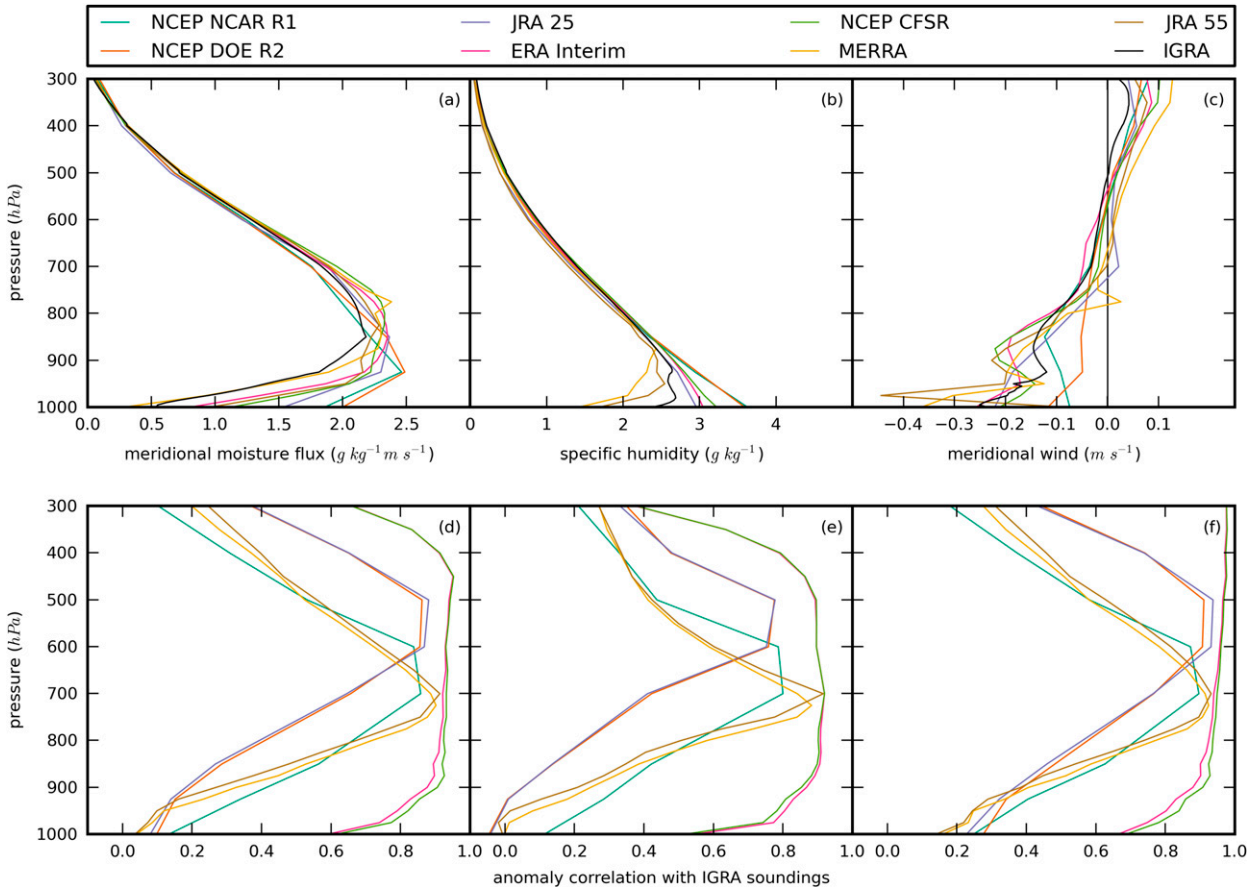 NCEP NCAR R1 JRA 25 NCEP CFSR JRA 55
NCEP DOE R2 ERA Interim MERRA IGRA
(a) (b) (c)
300
400
500
600
700
800
900
1000
pressure (hPa)
0.0 0.5 1.0 1.5 2.0 2.5 0 1 2 3 4 −0.4 −0.3 −0.2 −0.1 0.0 0.1
meridional moisture flux (g kg⁻¹m s⁻¹) specific humidity (g kg⁻¹) meridional wind (m s⁻¹)
(d) (e) (f)
300
400
500
600
700
800
900
1000
pressure (hPa)
0.0 0.2 0.4 0.6 0.8 1.0 0.0 0.2 0.4 0.6 0.8 1.0 0.0 0.2 0.4 0.6 0.8 1.0
anomaly correlation with IGRA soundings